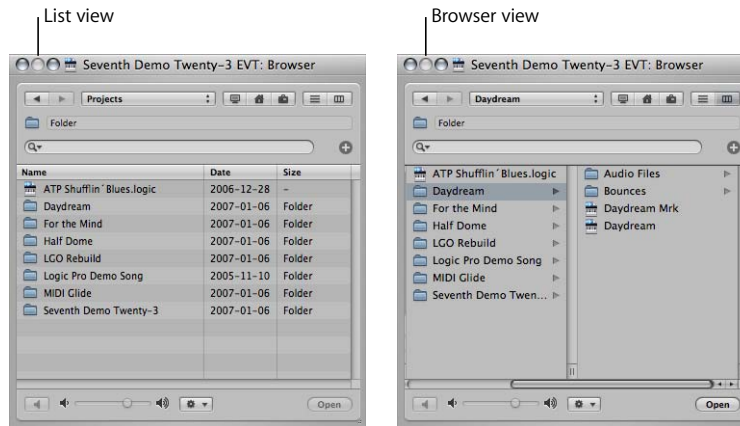 List view
Seventh Demo Twenty-3 EVT: Browser
Projects
Folder
Name Date Size
ATP Shufflin´Blues.logic 2006-12-28 -
Daydream 2007-01-06 Folder
For the Mind 2007-01-06 Folder
Half Dome 2007-01-06 Folder
LGO Rebuild 2007-01-06 Folder
Logic Pro Demo Song 2005-11-10 Folder
MIDI Glide 2007-01-06 Folder
Seventh Demo Twenty-3 2007-01-06 Folder
Open
Browser view
Seventh Demo Twenty-3 EVT: Browser
Daydream
Folder
ATP Shufflin´Blues.logic
Daydream
For the Mind
Half Dome
LGO Rebuild
Logic Pro Demo Song
MIDI Glide
Seventh Demo Twen...
Audio Files
Bounces
Daydream Mrk
Daydream
Open